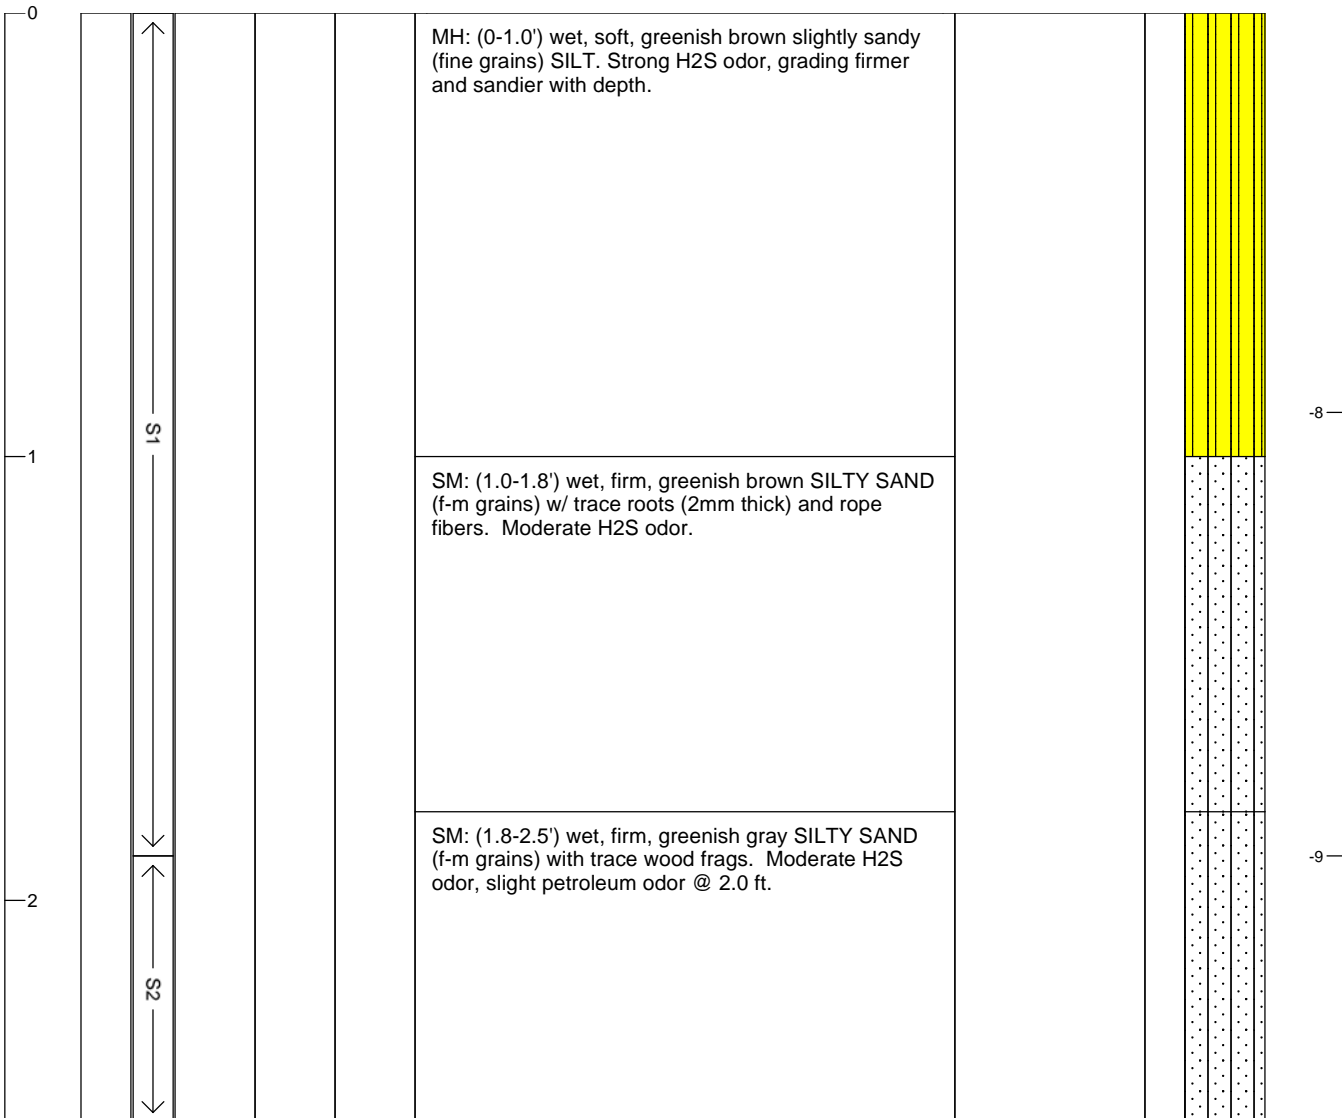 0
MH: (0-1.0') wet, soft, greenish brown slightly sandy
(fine grains) SILT. Strong H2S odor, grading firmer
and sandier with depth.
-8
S1
1
SM: (1.0-1.8') wet, firm, greenish brown SILTY SAND
(f-m grains) w/ trace roots (2mm thick) and rope
fibers.  Moderate H2S odor.
SM: (1.8-2.5') wet, firm, greenish gray SILTY SAND
(f-m grains) with trace wood frags.  Moderate H2S
odor, slight petroleum odor @ 2.0 ft.
-9
2
S2